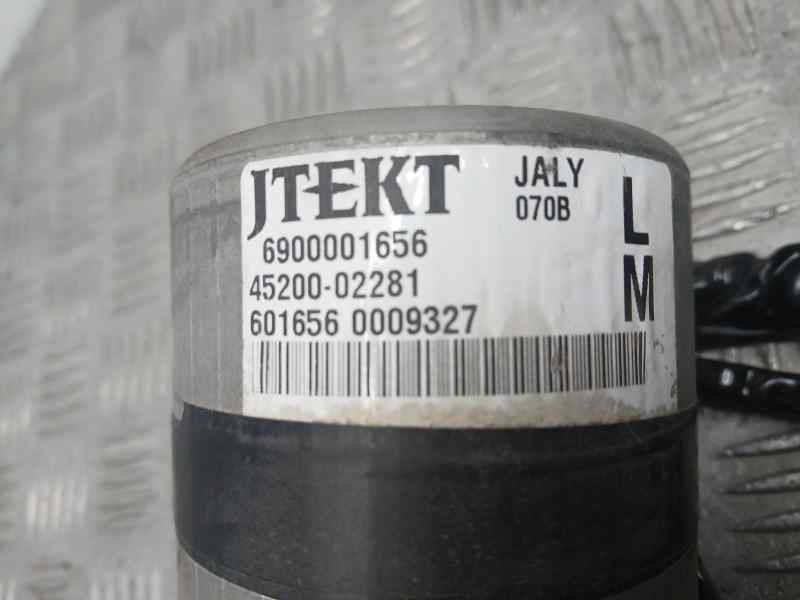 JTEKT JALY
070B
L
M
6900001656
45200-02281
601656 0009327